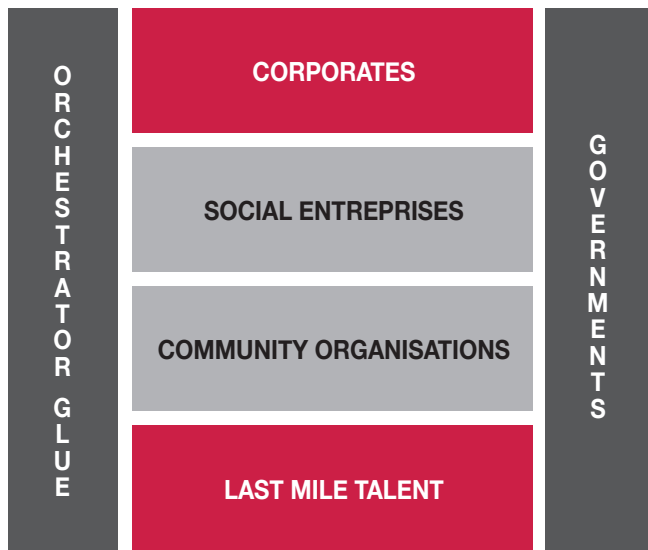 ORCHESTRATOR GLUE
CORPORATES
SOCIAL ENTREPRISES
COMMUNITY ORGANISATIONS
LAST MILE TALENT
GOVERNMENTS